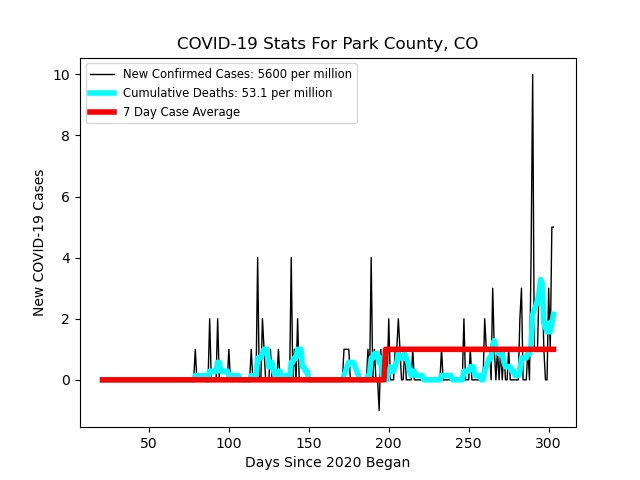 COVID-19 Stats For Park County, CO
New Confirmed Cases: 5600 per million
Cumulative Deaths: 53.1 per million
7 Day Case Average
New COVID-19 Cases
10
8
6
4
2
0
50 100 150 200 250 300
Days Since 2020 Began